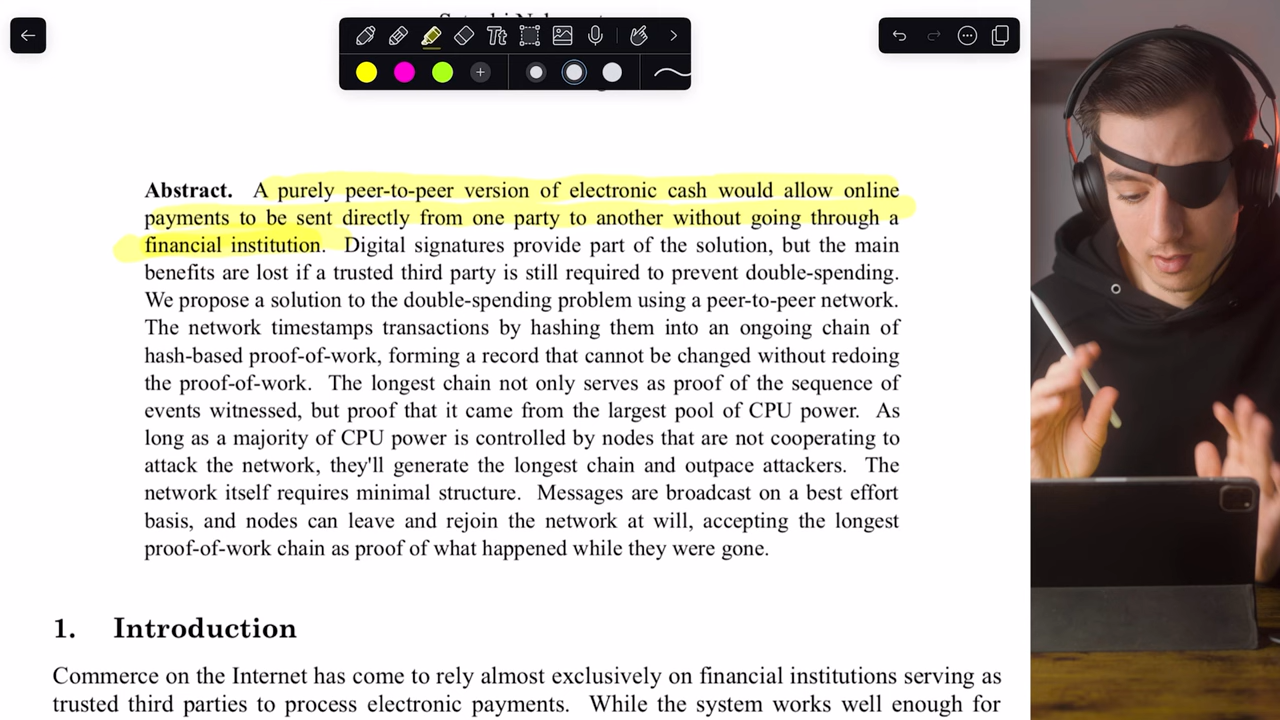 Abstract. A purely peer-to-peer version of electronic cash would allow online
payments to be sent directly from one party to another without going through a
financial institution. Digital signatures provide part of the solution, but the main
benefits are lost if a trusted third party is still required to prevent double-spending.
We propose a solution to the double-spending problem using a peer-to-peer network.
The network timestamps transactions by hashing them into an ongoing chain of
hash-based proof-of-work, forming a record that cannot be changed without redoing
the proof-of-work. The longest chain not only serves as proof of the sequence of
events witnessed, but proof that it came from the largest pool of CPU power. As
long as a majority of CPU power is controlled by nodes that are not cooperating to
attack the network, they'll generate the longest chain and outpace attackers. The
network itself requires minimal structure. Messages are broadcast on a best effort
basis, and nodes can leave and rejoin the network at will, accepting the longest
proof-of-work chain as proof of what happened while they were gone.
1. Introduction
Commerce on the Internet has come to rely almost exclusively on financial institutions serving as
trusted third parties to process electronic payments. While the system works well enough for